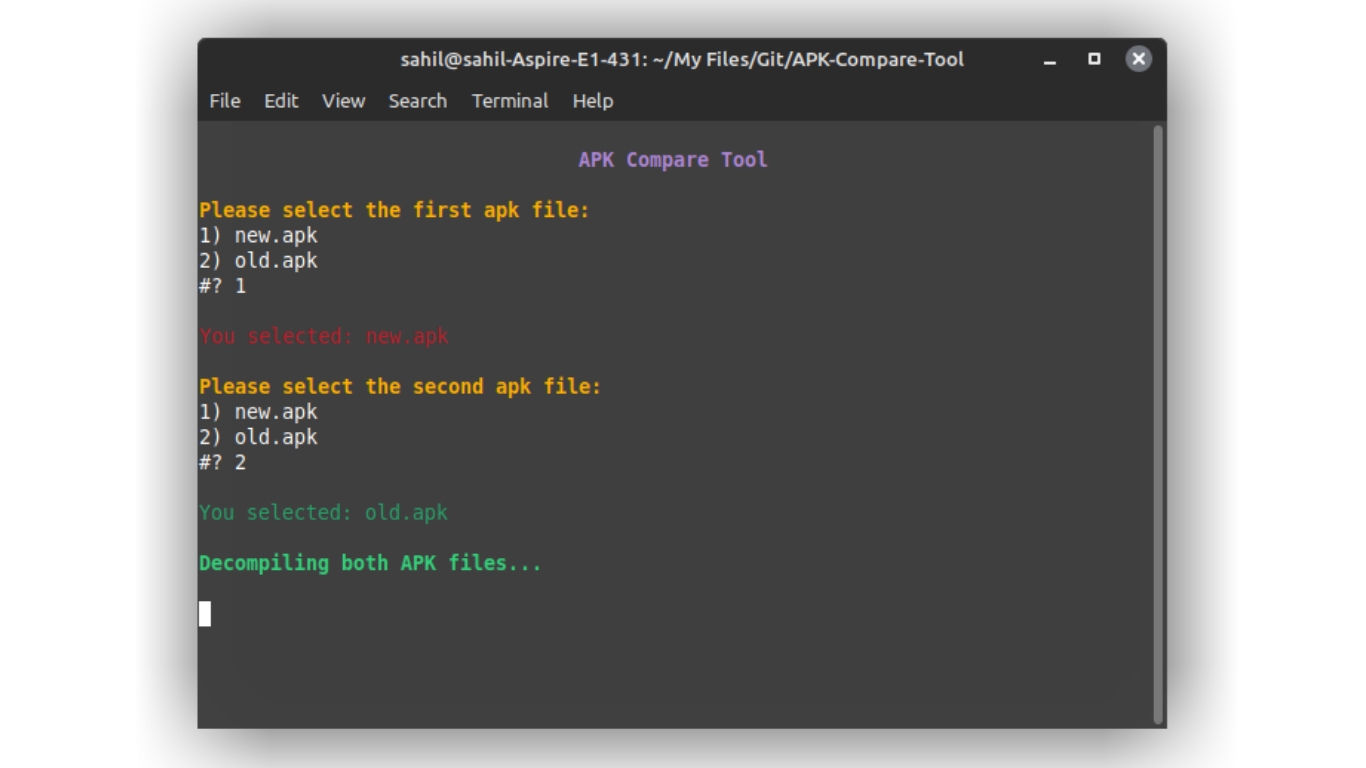 sahil@sahil-Aspire-E1-431: ~/My Files/Git/APK-Compare-Tool
File Edit View Search Terminal Help
APK Compare Tool
Please select the first apk file:
1) new.apk
2) old.apk
#? 1
You selected: new.apk
Please select the second apk file:
1) new.apk
2) old.apk
#? 2
You selected: old.apk
Decompiling both APK files...